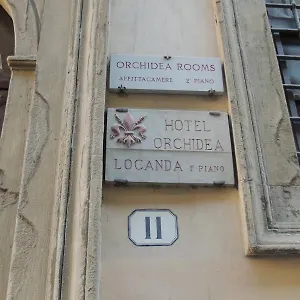 ORCHIDEA ROOMS
AFFITTACAMERE 2° PIANO
HOTEL
ORCHIDEA
LOCANDA 1° PIANO
11